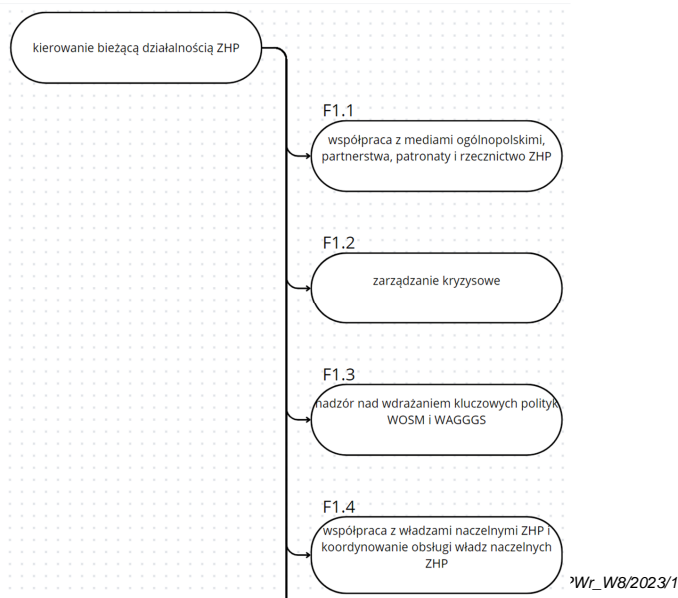 kierowanie bieżącą działalnością ZHP
F1.1
współpraca z mediami ogólnopolskimi,
partnerstwa, patronaty i rzecznictwo ZHP
F1.2
zarządzanie kryzysowe
F1.3
nadzór nad wdrażaniem kluczowych polityk
WOSM i WAGGGS
F1.4
współpraca z władzami naczelnymi ZHP i
koordynowanie obsługi władz naczelnych
ZHP
PWr_W8/2023/1